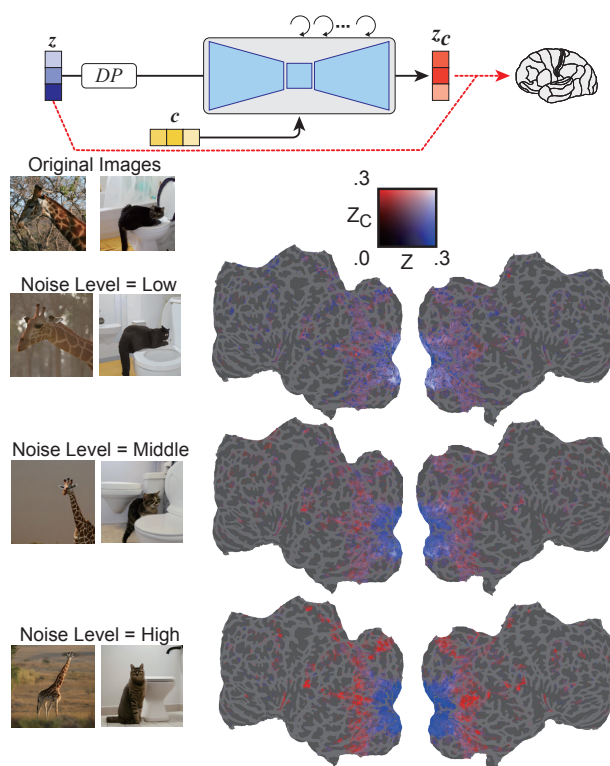 z
DP
...
z_c
c
Original Images
.3
Z_C
.0
Z
.3
Noise Level = Low
Noise Level = Middle
Noise Level = High